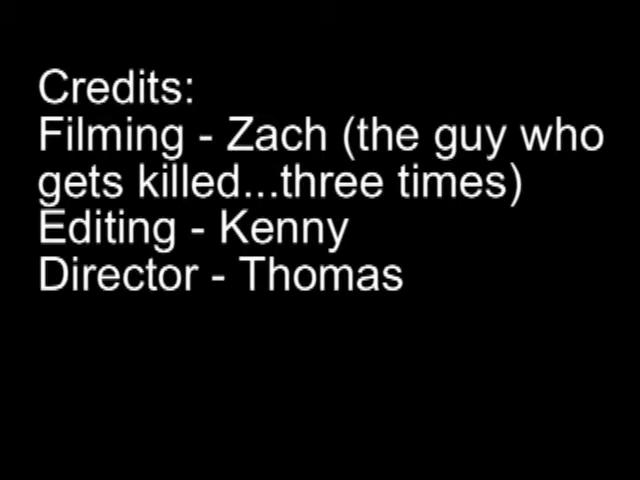 Credits:
Filming - Zach (the guy who
gets killed...three times)
Editing - Kenny
Director - Thomas